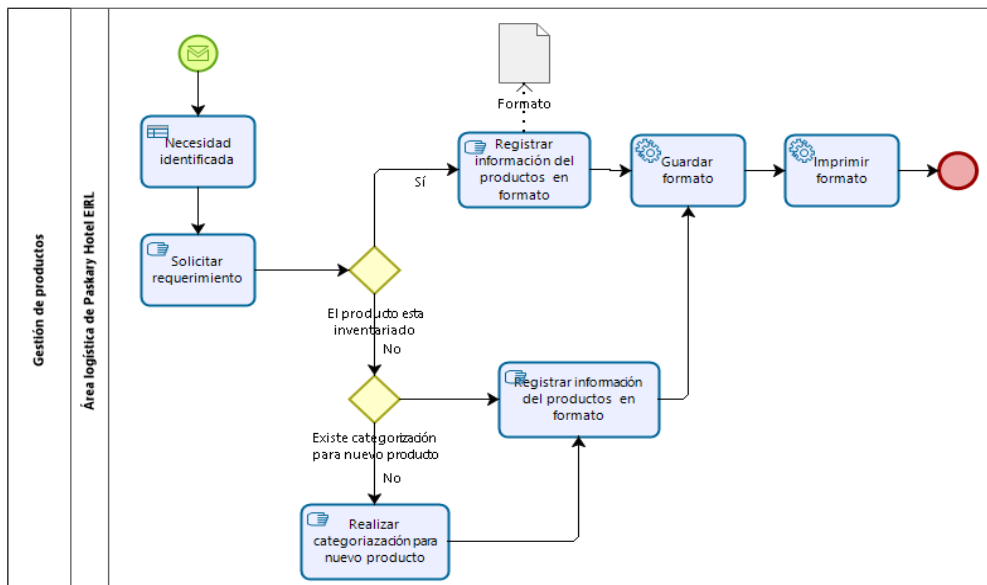 Gestión de productos
Área logística de Paskary Hotel EIRL
Necesidad
identificada
Solicitar
requerimiento
El producto esta
inventariado
Sí
No
Formato
Registrar
información del
productos en
formato
Guardar
formato
Imprimir
formato
Existe categorización
para nuevo producto
No
Registrar información
del productos en
formato
Realizar
categoriazación para
nuevo producto